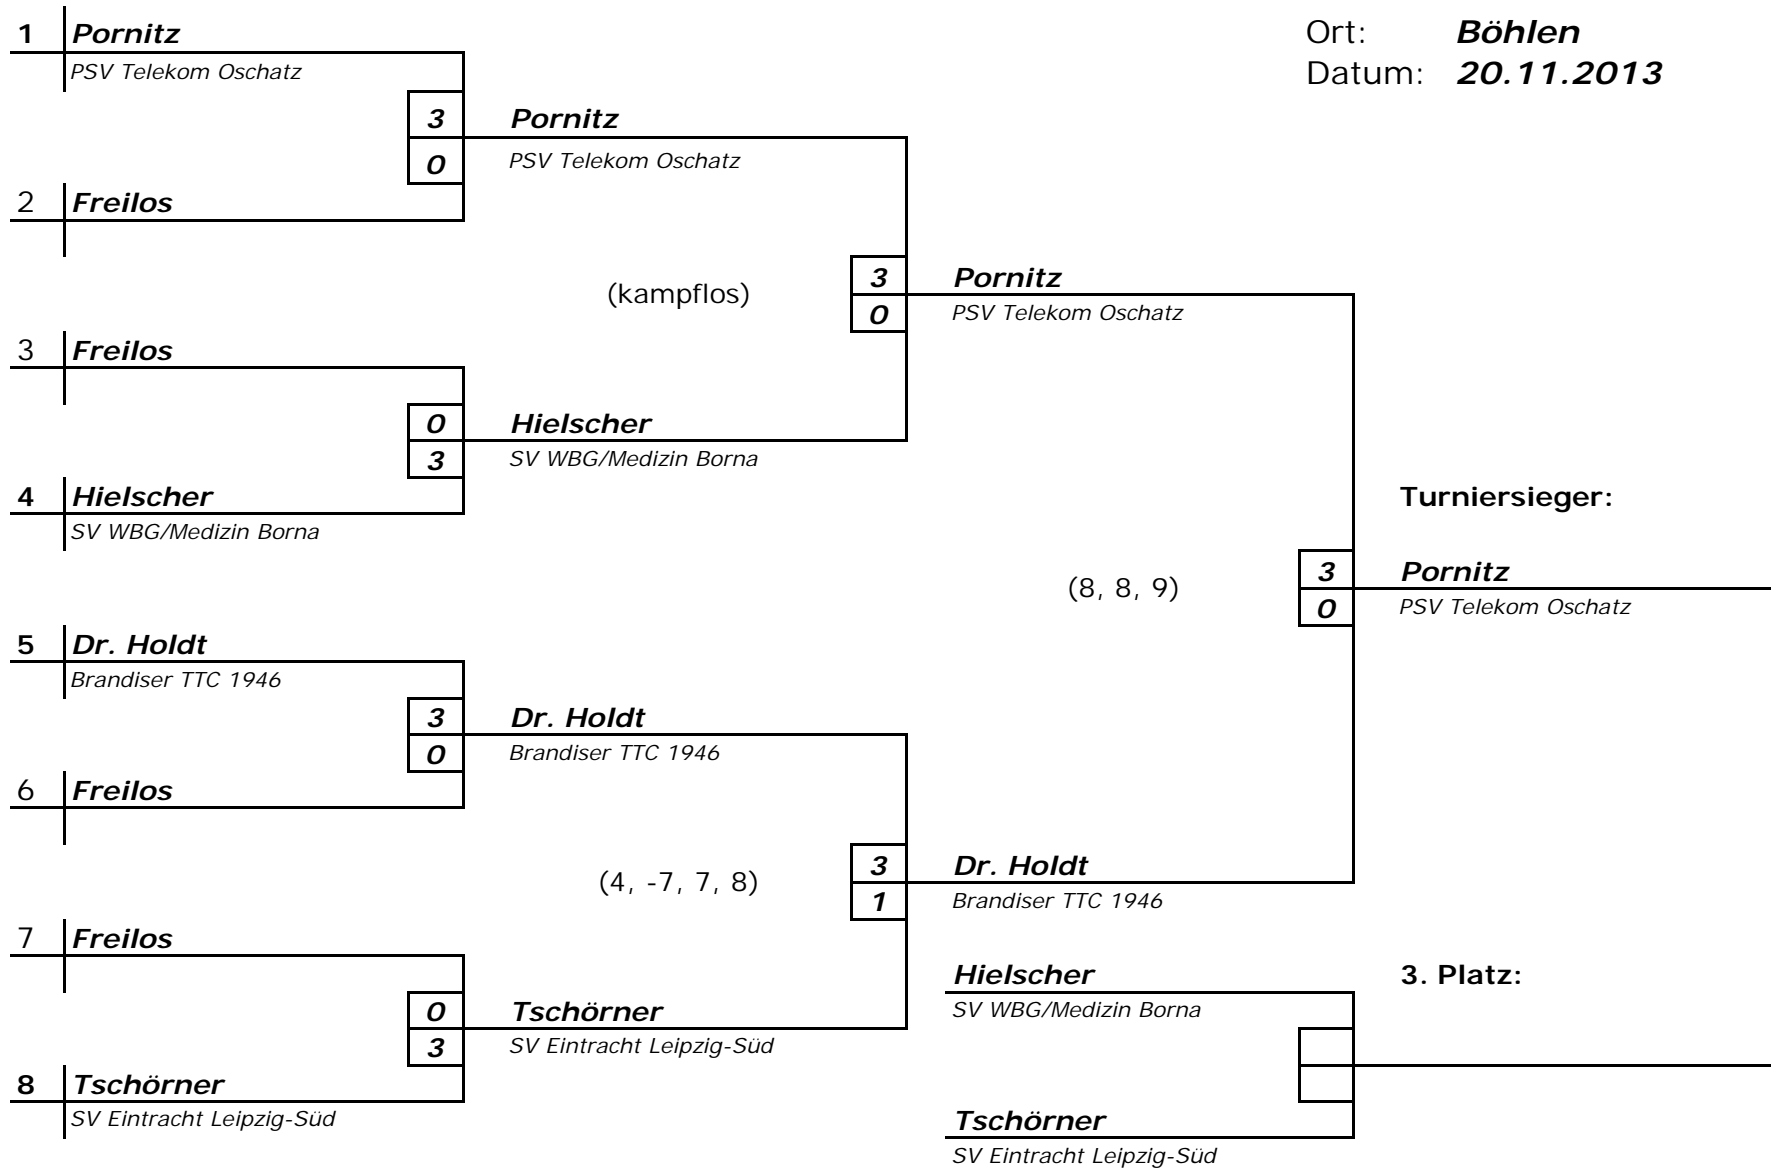 Ort: Böhlen
Datum: 20.11.2013
1 Pornitz
PSV Telekom Oschatz
3
0
2 Freilos
Pornitz
PSV Telekom Oschatz
3 Freilos
0
3
4 Hielscher
SV WBG/Medizin Borna
Hielscher
SV WBG/Medizin Borna
(kampflos)
3
0
Pornitz
PSV Telekom Oschatz
5 Dr. Holdt
Brandiser TTC 1946
3
0
6 Freilos
Dr. Holdt
Brandiser TTC 1946
7 Freilos
0
3
8 Tschörner
SV Eintracht Leipzig-Süd
Tschörner
SV Eintracht Leipzig-Süd
(4, -7, 7, 8)
3
1
Dr. Holdt
Brandiser TTC 1946
(8, 8, 9)
3
0
Turniersieger:
Pornitz
PSV Telekom Oschatz
Hielscher
SV WBG/Medizin Borna
Tschörner
SV Eintracht Leipzig-Süd
3. Platz: